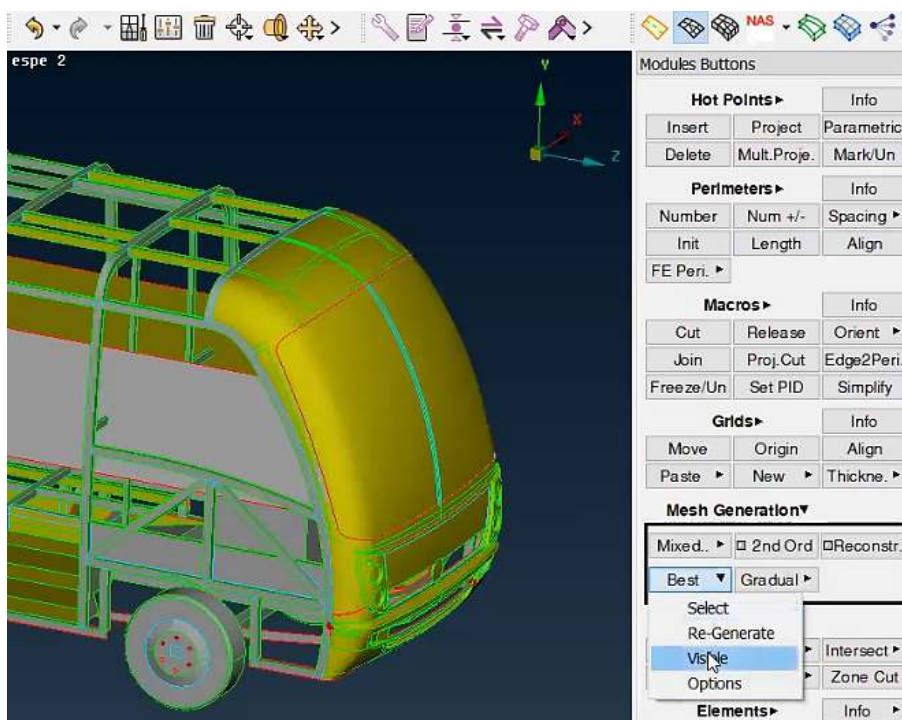 NAS
espe 2
Y
X
Z
Modules Buttons
Hot Points Info
Insert Project Parametric
Delete Mult.Proje. Mark/Un
Perimeters Info
Number Num +/- Spacing
Init Length Align
FE Peri.
Macros Info
Cut Release Orient
Join Proj.Cut Edge2Peri.
Freeze/Un Set PID Simplify
Grids Info
Move Origin Align
Paste New Thickne.
Mesh Generation
Mixed.. 2nd Ord Reconstr.
Best Gradual
Select
Re-Generate
Visible
Intersect
Options
Zone Cut
Elements Info